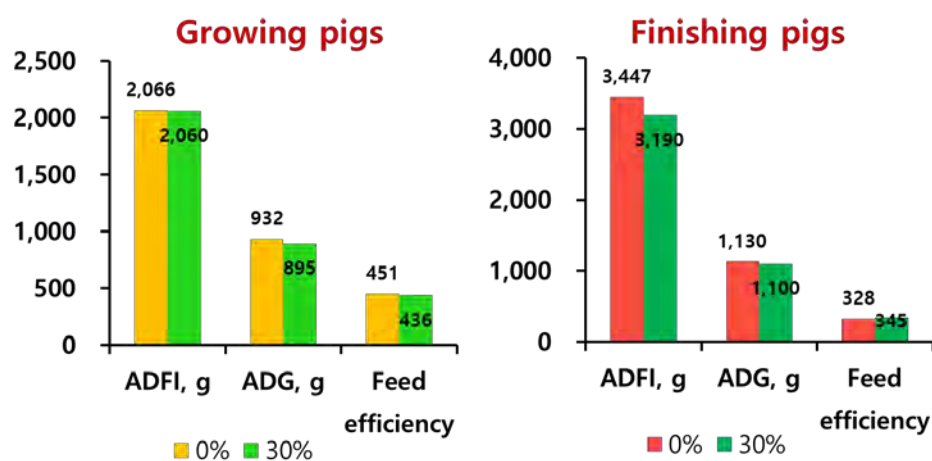 Growing pigs
2,500
2,000
1,500
1,000
500
0
2,066
2,060
932
895
451
436
ADFI, g
ADG, g
Feed
efficiency
0%
30%
Finishing pigs
4,000
3,000
2,000
1,000
0
3,447
3,190
1,130
1,100
328
345
ADFI, g
ADG, g
Feed
efficiency
0%
30%